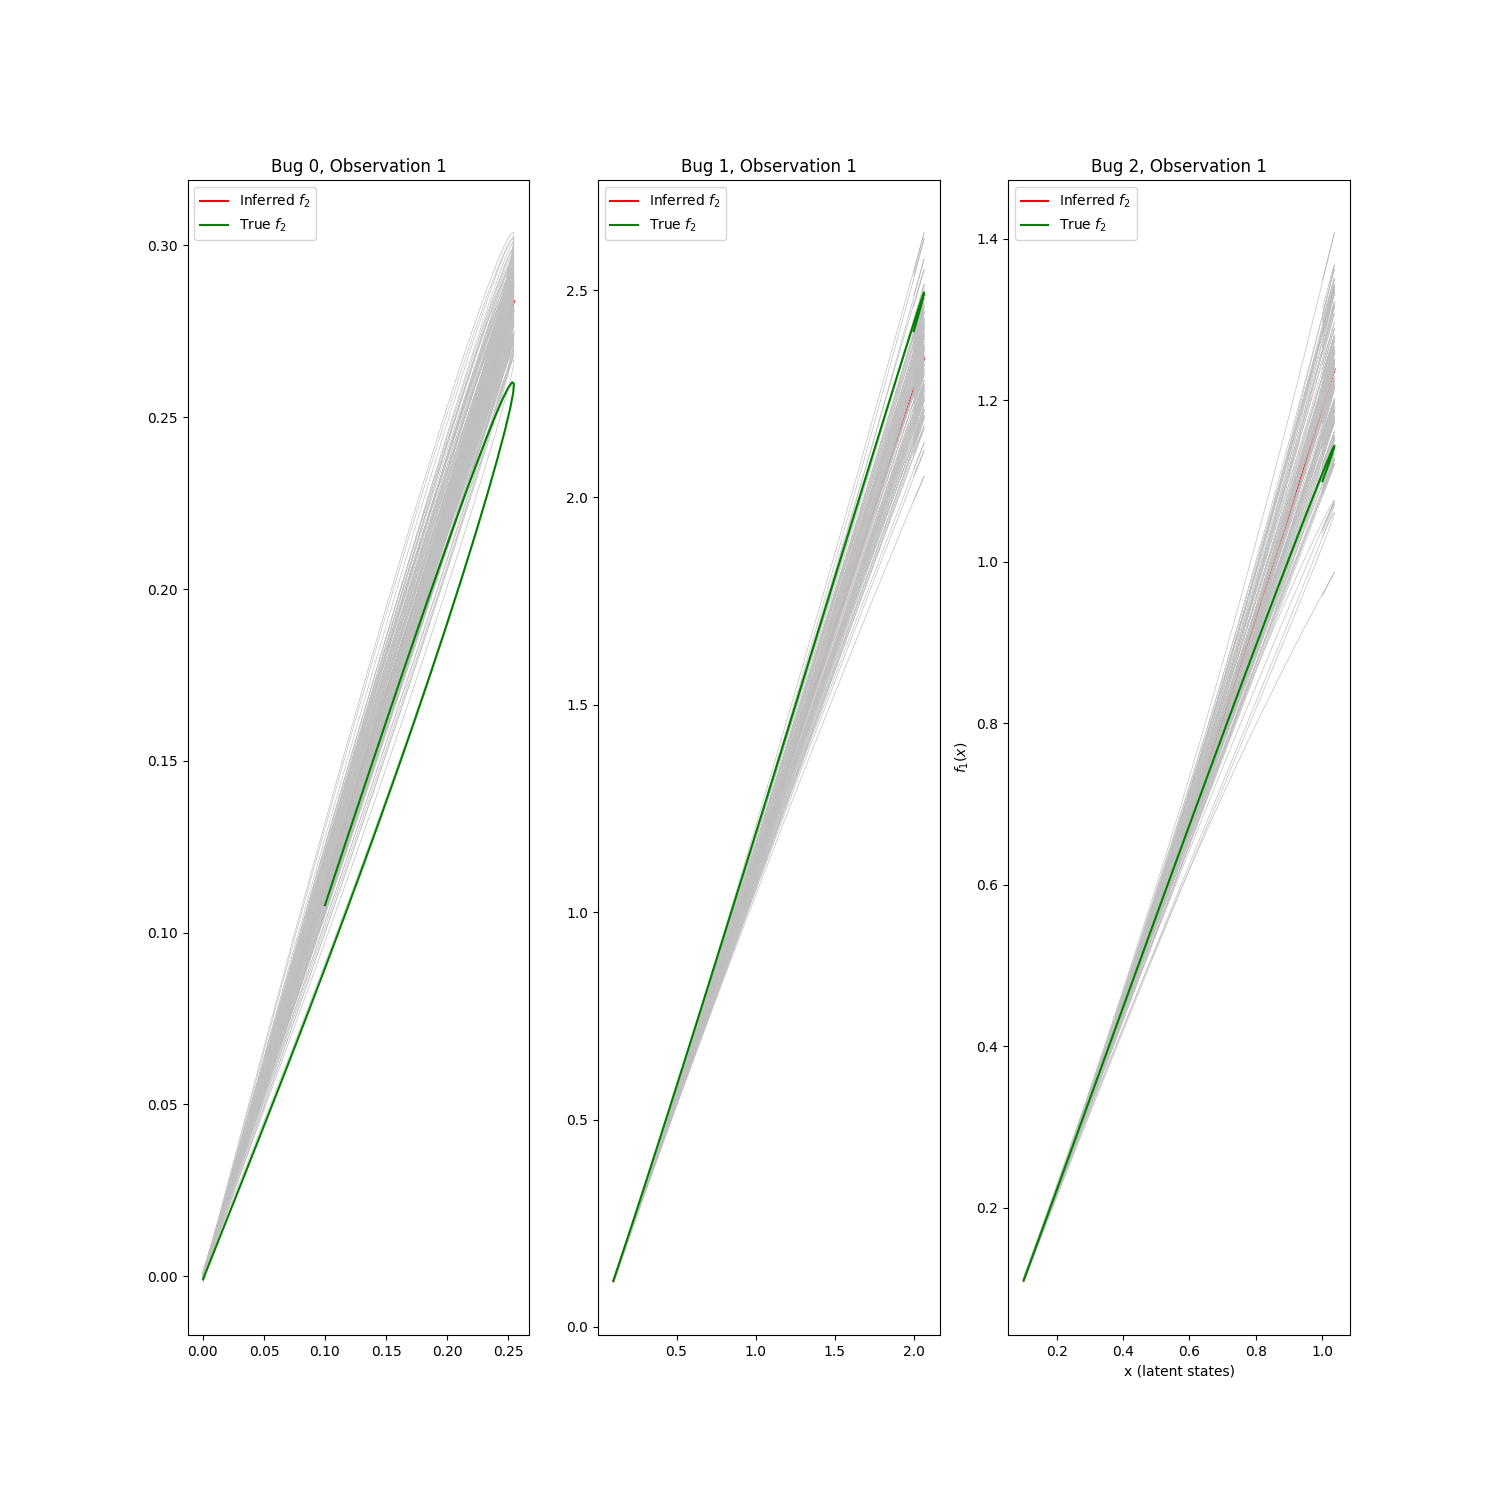 Bug 0, Observation 1
Inferred f₂
True f₂
0.30
0.25
0.20
0.15
0.10
0.05
0.00
0.00 0.05 0.10 0.15 0.20 0.25
Bug 1, Observation 1
Inferred f₂
True f₂
2.5
2.0
1.5
1.0
0.5
0.0
0.5 1.0 1.5 2.0
Bug 2, Observation 1
Inferred f₂
True f₂
f₁(x)
1.4
1.2
1.0
0.8
0.6
0.4
0.2
0.2 0.4 0.6 0.8 1.0
x (latent states)